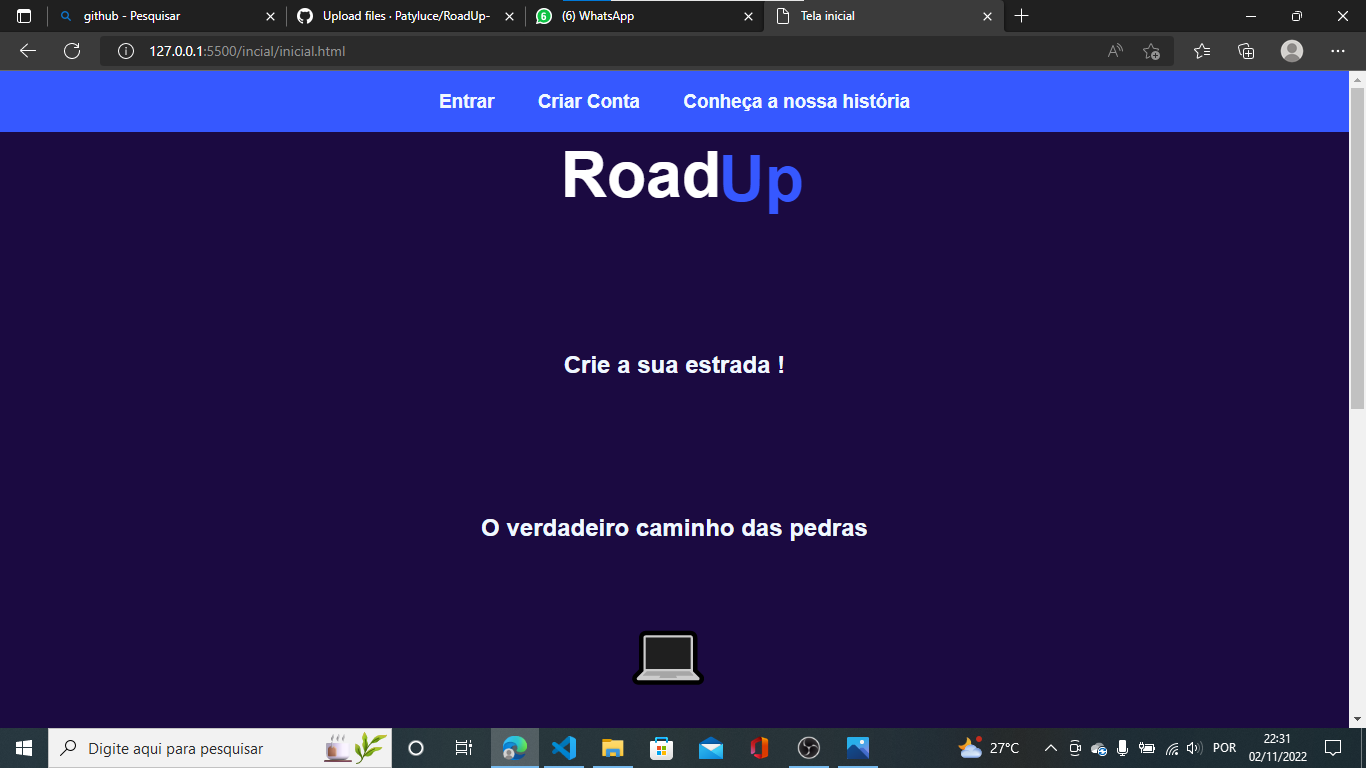 github - Pesquisar
Upload files · Patyluce/RoadUp-
6
(6) WhatsApp
Tela inicial
127.0.0.1:5500/incial/inicial.html
Entrar
Criar Conta
Conheça a nossa história
RoadUp
Crie a sua estrada !
O verdadeiro caminho das pedras
Digite aqui para pesquisar
27°C
POR
22:31
02/11/2022